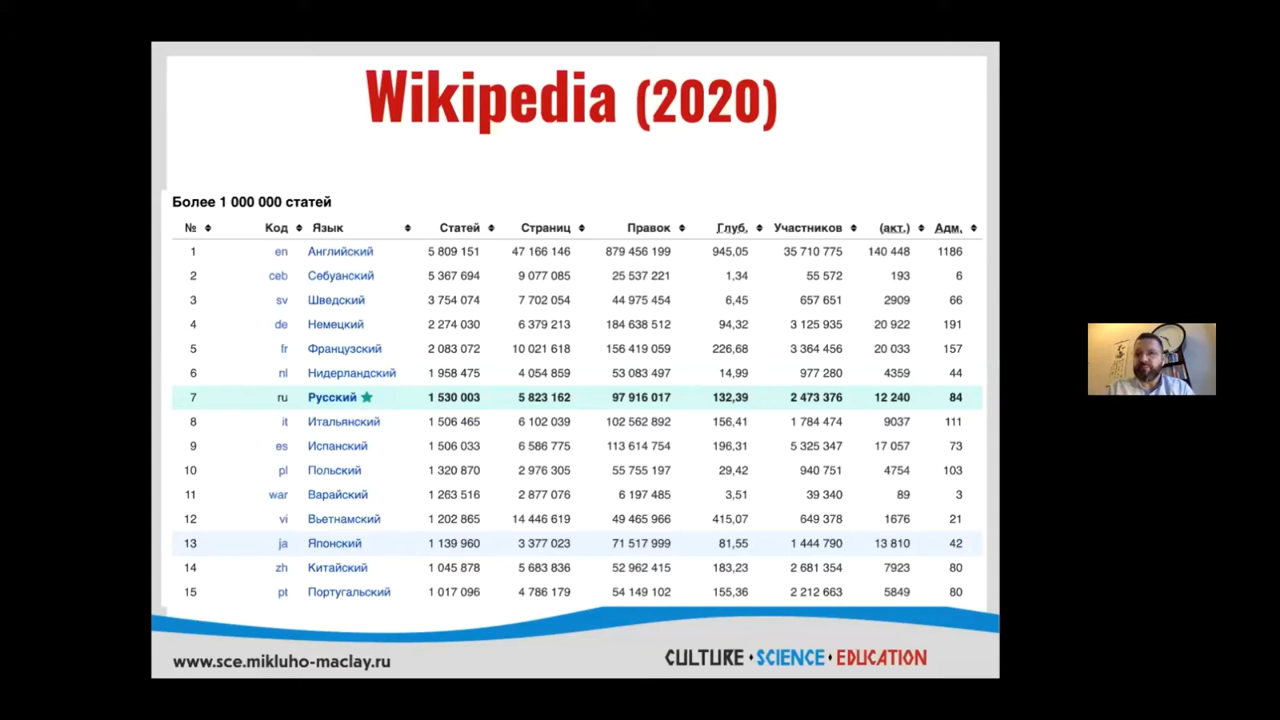 Wikipedia (2020)
Более 1 000 000 статей
№ Код Язык Статей Страниц Правок Глуб. Участников (акт.) Адм.
1 en Английский 5 809 151 47 166 146 879 456 199 945,05 35 710 775 140 448 1186
2 ceb Себуанский 5 367 694 9 077 085 25 537 221 1,34 55 572 193 6
3 sv Шведский 3 754 074 7 702 054 44 975 454 6,45 657 651 2909 66
4 de Немецкий 2 274 030 6 379 213 184 638 512 94,32 3 125 935 20 922 191
5 fr Французский 2 083 072 10 021 618 156 419 059 226,68 3 364 456 20 033 157
6 nl Нидерландский 1 958 475 4 054 859 53 083 497 14,99 977 280 4359 44
7 ru Русский 1 530 003 5 823 162 97 916 017 132,39 2 473 376 12 240 84
8 it Итальянский 1 506 465 6 102 039 102 562 892 156,41 1 784 474 9037 111
9 es Испанский 1 506 033 6 586 775 113 614 754 196,31 5 325 347 17 057 73
10 pl Польский 1 320 870 2 976 305 55 755 197 29,42 940 751 4754 103
11 war Варайский 1 263 516 2 877 076 6 197 485 3,51 39 340 89 3
12 vi Вьетнамский 1 202 865 14 446 619 49 465 966 415,07 649 378 1676 21
13 ja Японский 1 139 960 3 377 023 71 517 999 81,55 1 444 790 13 810 42
14 zh Китайский 1 045 878 5 683 836 52 962 415 183,23 2 681 354 7923 80
15 pt Португальский 1 017 096 4 786 179 54 149 102 155,36 2 212 663 5849 80
www.sce.mikluho-maclay.ru
CULTURE • SCIENCE • EDUCATION